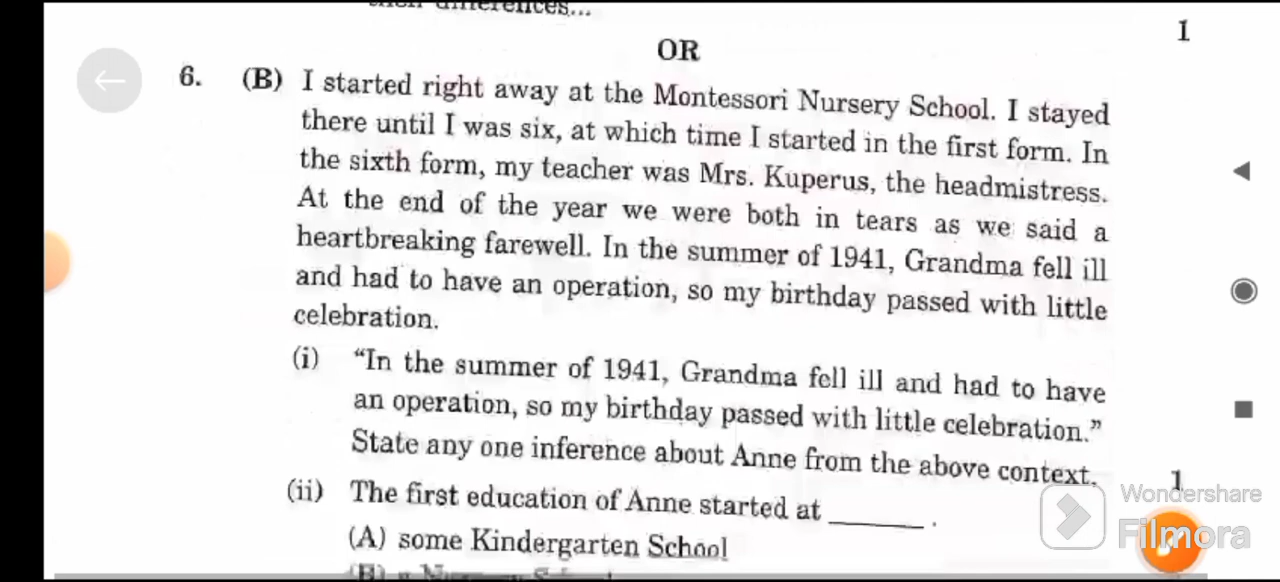 their differences...
1
OR
6. (B) I started right away at the Montessori Nursery School. I stayed
there until I was six, at which time I started in the first form. In
the sixth form, my teacher was Mrs. Kuperus, the headmistress.
At the end of the year we were both in tears as we said a
heartbreaking farewell. In the summer of 1941, Grandma fell ill
and had to have an operation, so my birthday passed with little
celebration.
(i) “In the summer of 1941, Grandma fell ill and had to have
an operation, so my birthday passed with little celebration.”
State any one inference about Anne from the above context. 1
(ii) The first education of Anne started at ______.
(A) some Kindergarten School
(B) a Nursery School
Wondershare
Filmora